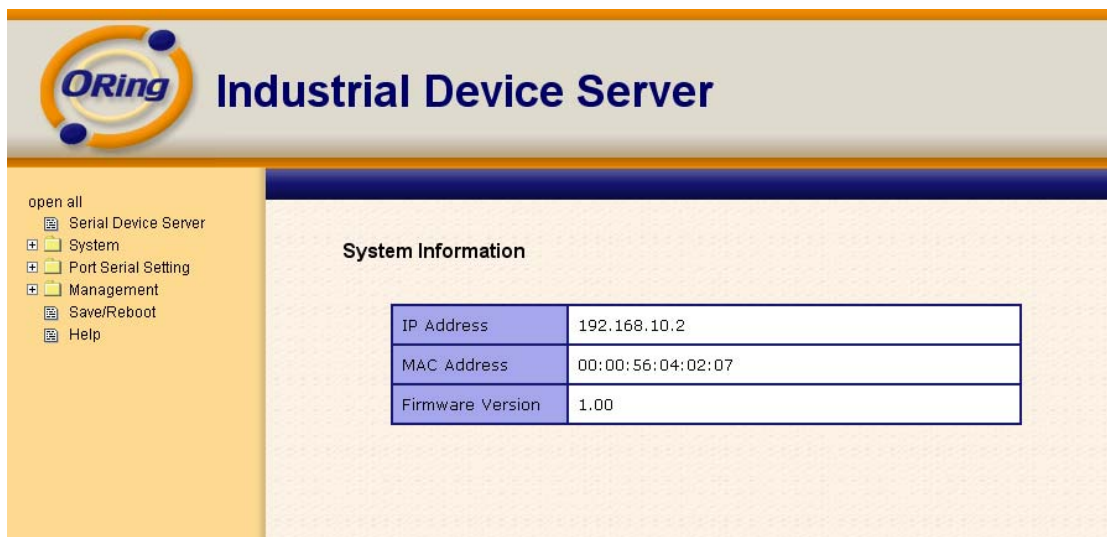 ORing
Industrial Device Server
open all
Serial Device Server
System
Port Serial Setting
Management
Save/Reboot
Help
System Information
IP Address 192.168.10.2
MAC Address 00:00:56:04:02:07
Firmware Version 1.00